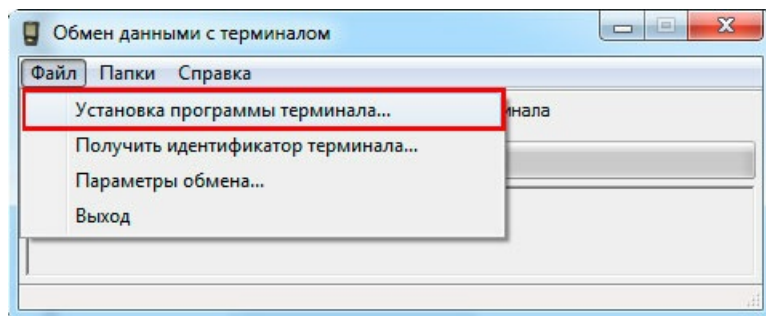 Обмен данными с терминалом
Файл Папки Справка
Установка программы терминала...
Получить идентификатор терминала...
Параметры обмена...
Выход